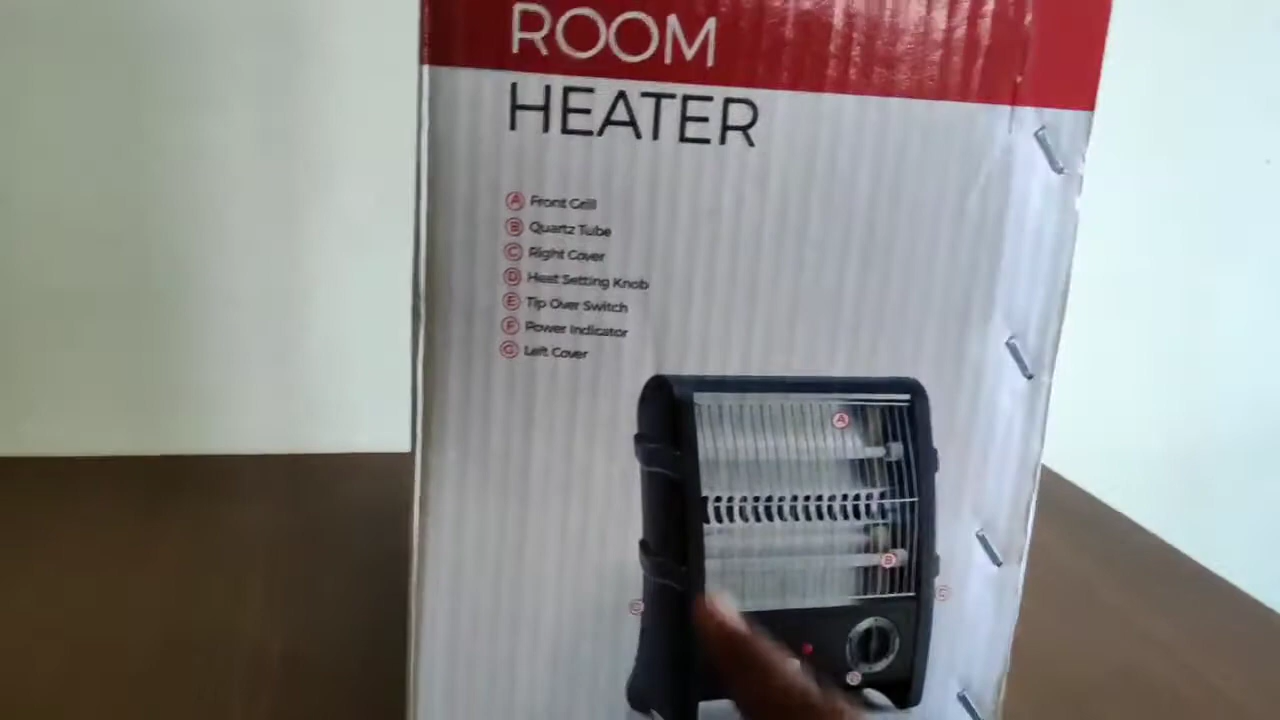 ROOM
HEATER
A Front Grill
B Quartz Tube
C Right Cover
D Heat Setting Knob
E Tip Over Switch
F Power Indicator
G Left Cover
A
B
C